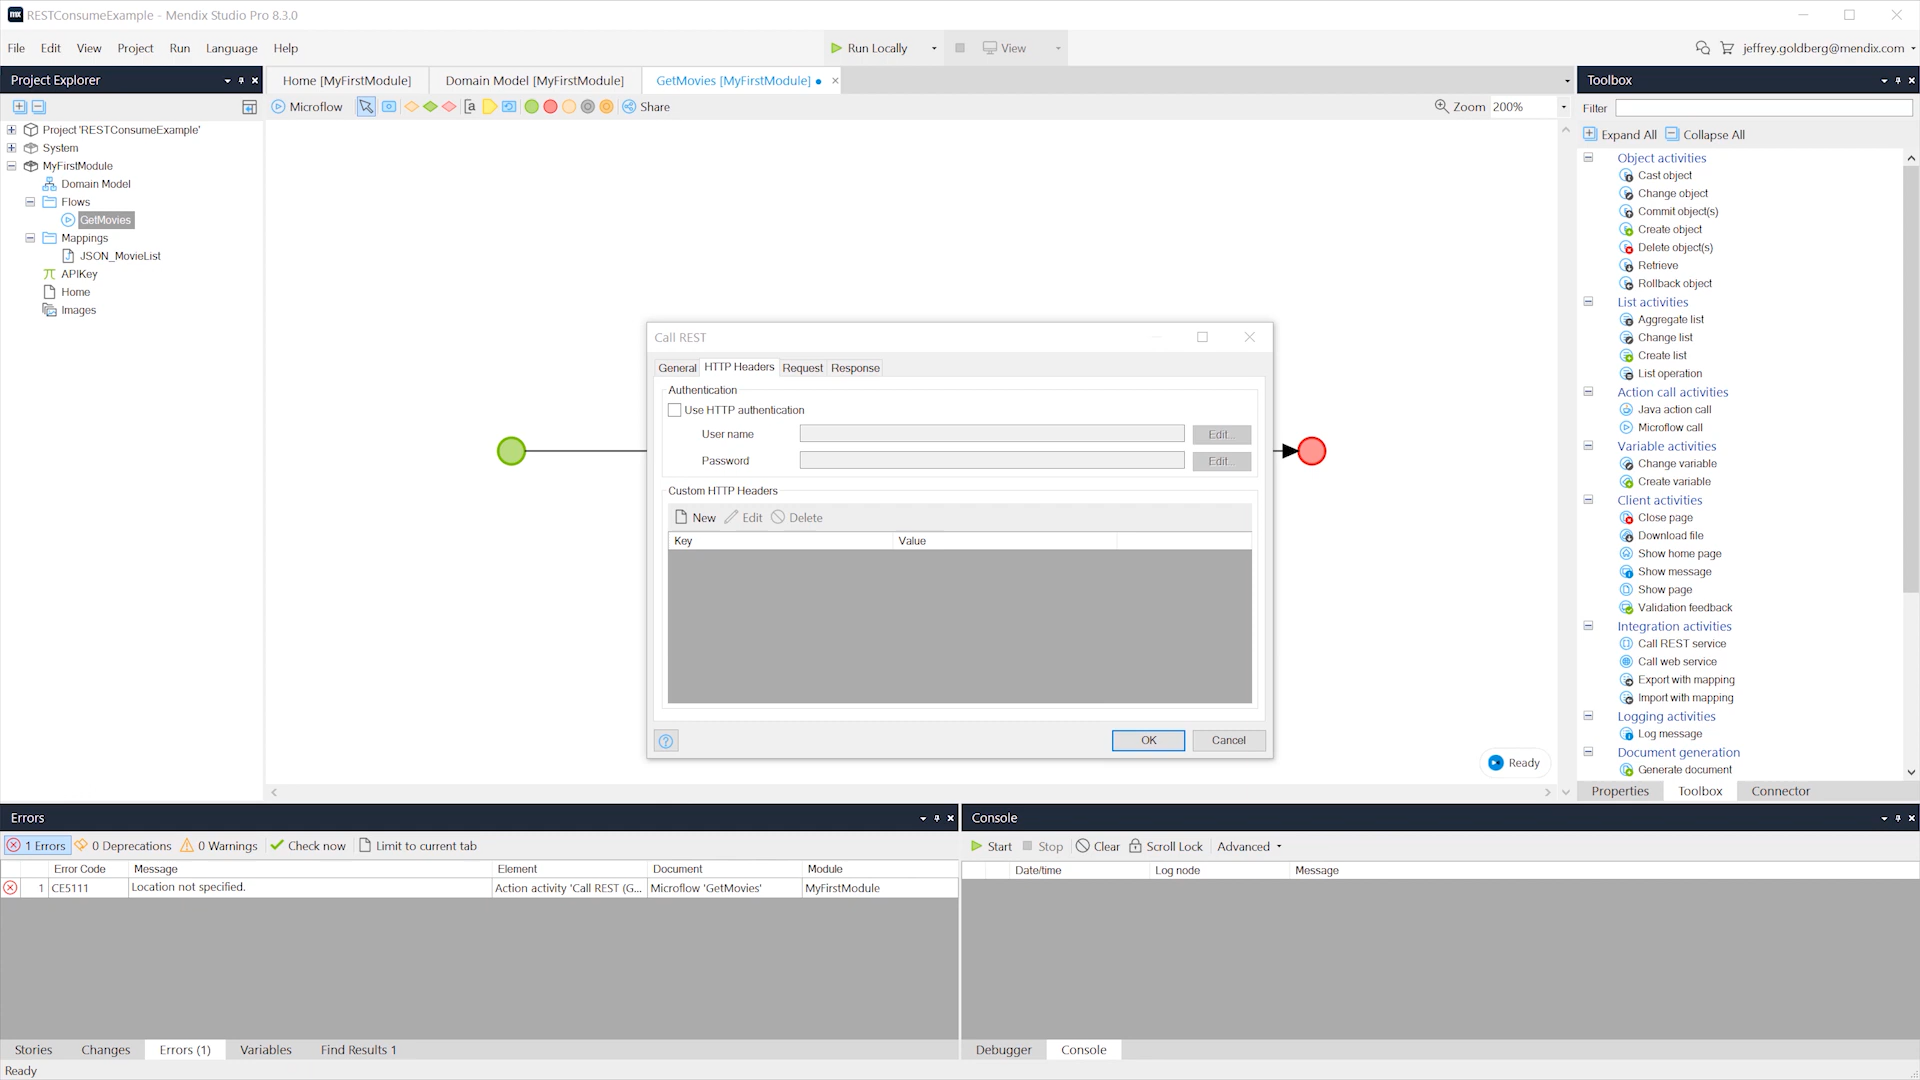 RESTConsumeExample - Mendix Studio Pro 8.3.0
File Edit View Project Run Language Help
Run Locally View
jeffrey.goldberg@mendix.com
Project Explorer
Home [MyFirstModule] Domain Model [MyFirstModule] GetMovies [MyFirstModule]
Toolbox
Microflow Share Zoom 200%
Filter
Expand All Collapse All
Project 'RESTConsumeExample'
System
MyFirstModule
Domain Model
Flows
GetMovies
Mappings
JSON_MovieList
APIKey
Home
Images
Call REST
General HTTP Headers Request Response
Authentication
Use HTTP authentication
User name Edit...
Password Edit...
Custom HTTP Headers
New Edit Delete
Key Value
OK Cancel
Ready
Object activities
Cast object
Change object
Commit object(s)
Create object
Delete object(s)
Retrieve
Rollback object
List activities
Aggregate list
Change list
Create list
List operation
Action call activities
Java action call
Microflow call
Variable activities
Change variable
Create variable
Client activities
Close page
Download file
Show home page
Show message
Show page
Validation feedback
Integration activities
Call REST service
Call web service
Export with mapping
Import with mapping
Logging activities
Log message
Document generation
Generate document
Properties Toolbox Connector
Errors
1 Errors 0 Deprecations 0 Warnings Check now Limit to current tab
Error Code Message Element Document Module
1 CE5111 Location not specified. Action activity 'Call REST (G... Microflow 'GetMovies' MyFirstModule
Console
Start Stop Clear Scroll Lock Advanced
Date/time Log node Message
Stories Changes Errors (1) Variables Find Results 1
Debugger Console
Ready